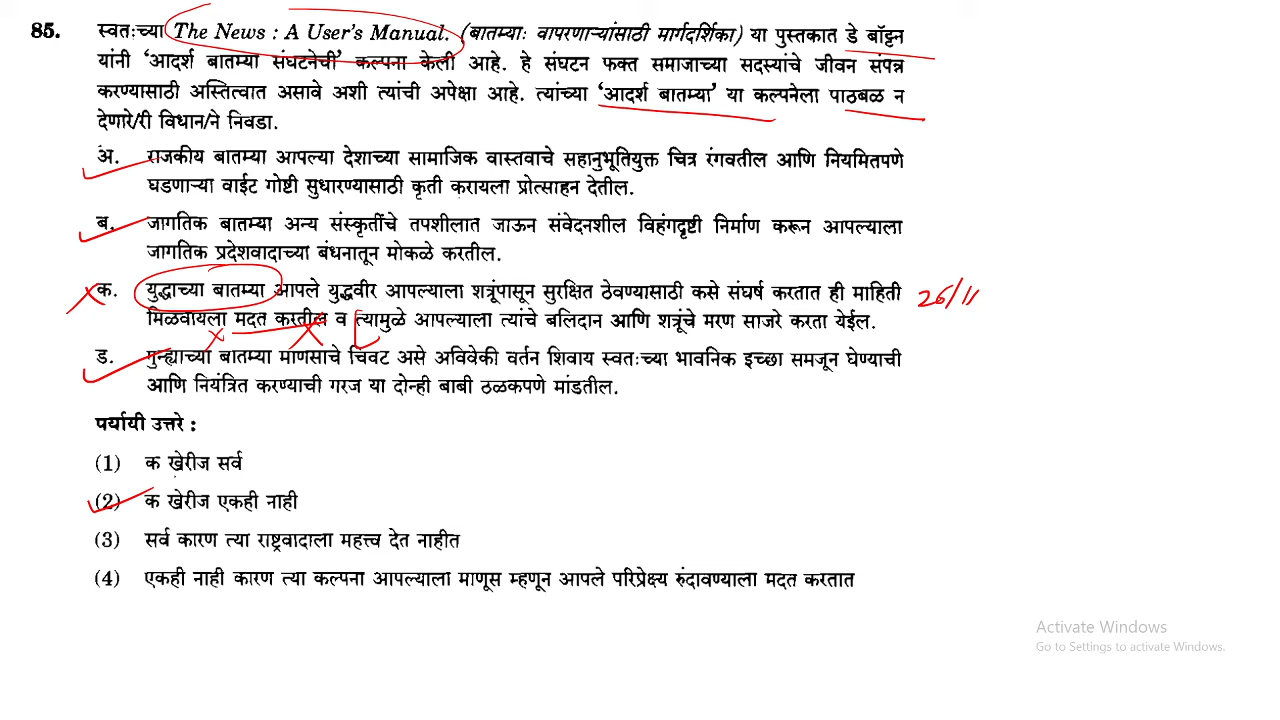 85. स्वतःच्या The News : A User's Manual. (बातम्याः वापरणाऱ्यांसाठी मार्गदर्शिका) या पुस्तकात डे बॉट्टन
यांनी ‘आदर्श बातम्या संघटनेची’ कल्पना केली आहे. हे संघटन फक्त समाजाच्या सदस्यांचे जीवन संपन्न
करण्यासाठी अस्तित्वात असावे अशी त्यांची अपेक्षा आहे. त्यांच्या ‘आदर्श बातम्या’ या कल्पनेला पाठबळ न
देणारे/री विधान/ने निवडा.
अ. राजकीय बातम्या आपल्या देशाच्या सामाजिक वास्तवाचे सहानुभूतियुक्त चित्र रंगवतील आणि नियमितपणे
घडणाऱ्या वाईट गोष्टी सुधारण्यासाठी कृती करायला प्रोत्साहन देतील.
ब. जागतिक बातम्या अन्य संस्कृतींचे तपशीलात जाऊन संवेदनशील विहंगदृष्टी निर्माण करून आपल्याला
जागतिक प्रदेशवादाच्या बंधनातून मोकळे करतील.
क. युद्धाच्या बातम्या आपले युद्धवीर आपल्याला शत्रूंपासून सुरक्षित ठेवण्यासाठी कसे संघर्ष करतात ही माहिती 26/11
मिळवायला मदत करतील व त्यामुळे आपल्याला त्यांचे बलिदान आणि शत्रूंचे मरण साजरे करता येईल.
ड. गुन्ह्याच्या बातम्या माणसाचे चिवट असे अविवेकी वर्तन शिवाय स्वतःच्या भावनिक इच्छा समजून घेण्याची
आणि नियंत्रित करण्याची गरज या दोन्ही बाबी ठळकपणे मांडतील.
पर्यायी उत्तरे :
(1) क खेरीज सर्व
(2) क खेरीज एकही नाही
(3) सर्व कारण त्या राष्ट्रवादाला महत्त्व देत नाहीत
(4) एकही नाही कारण त्या कल्पना आपल्याला माणूस म्हणून आपले परिप्रेक्ष्य रुंदावण्याला मदत करतात
Activate Windows
Go to Settings to activate Windows.